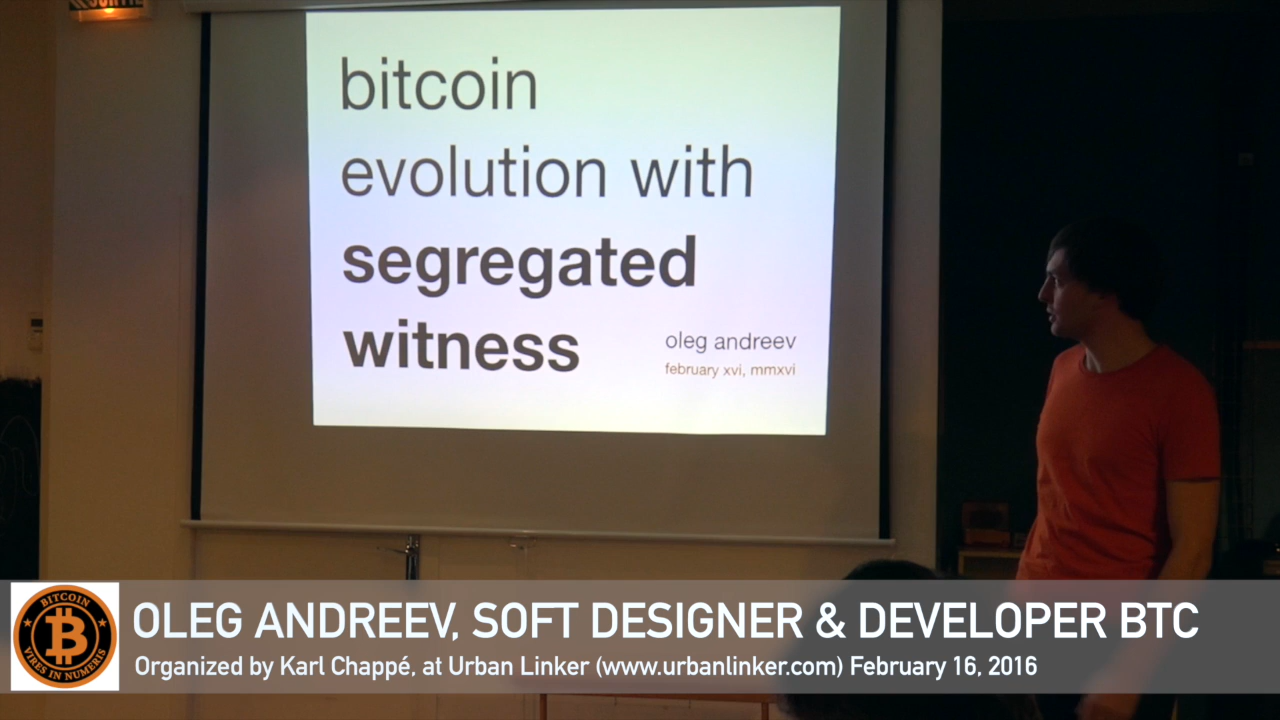 SORTIE
bitcoin
evolution with
segregated
witness
oleg andreev
february xvi, mmxvi
BITCOIN
VIRES IN NUMERIS
OLEG ANDREEV, SOFT DESIGNER & DEVELOPER BTC
Organized by Karl Chappé, at Urban Linker (www.urbanlinker.com) February 16, 2016